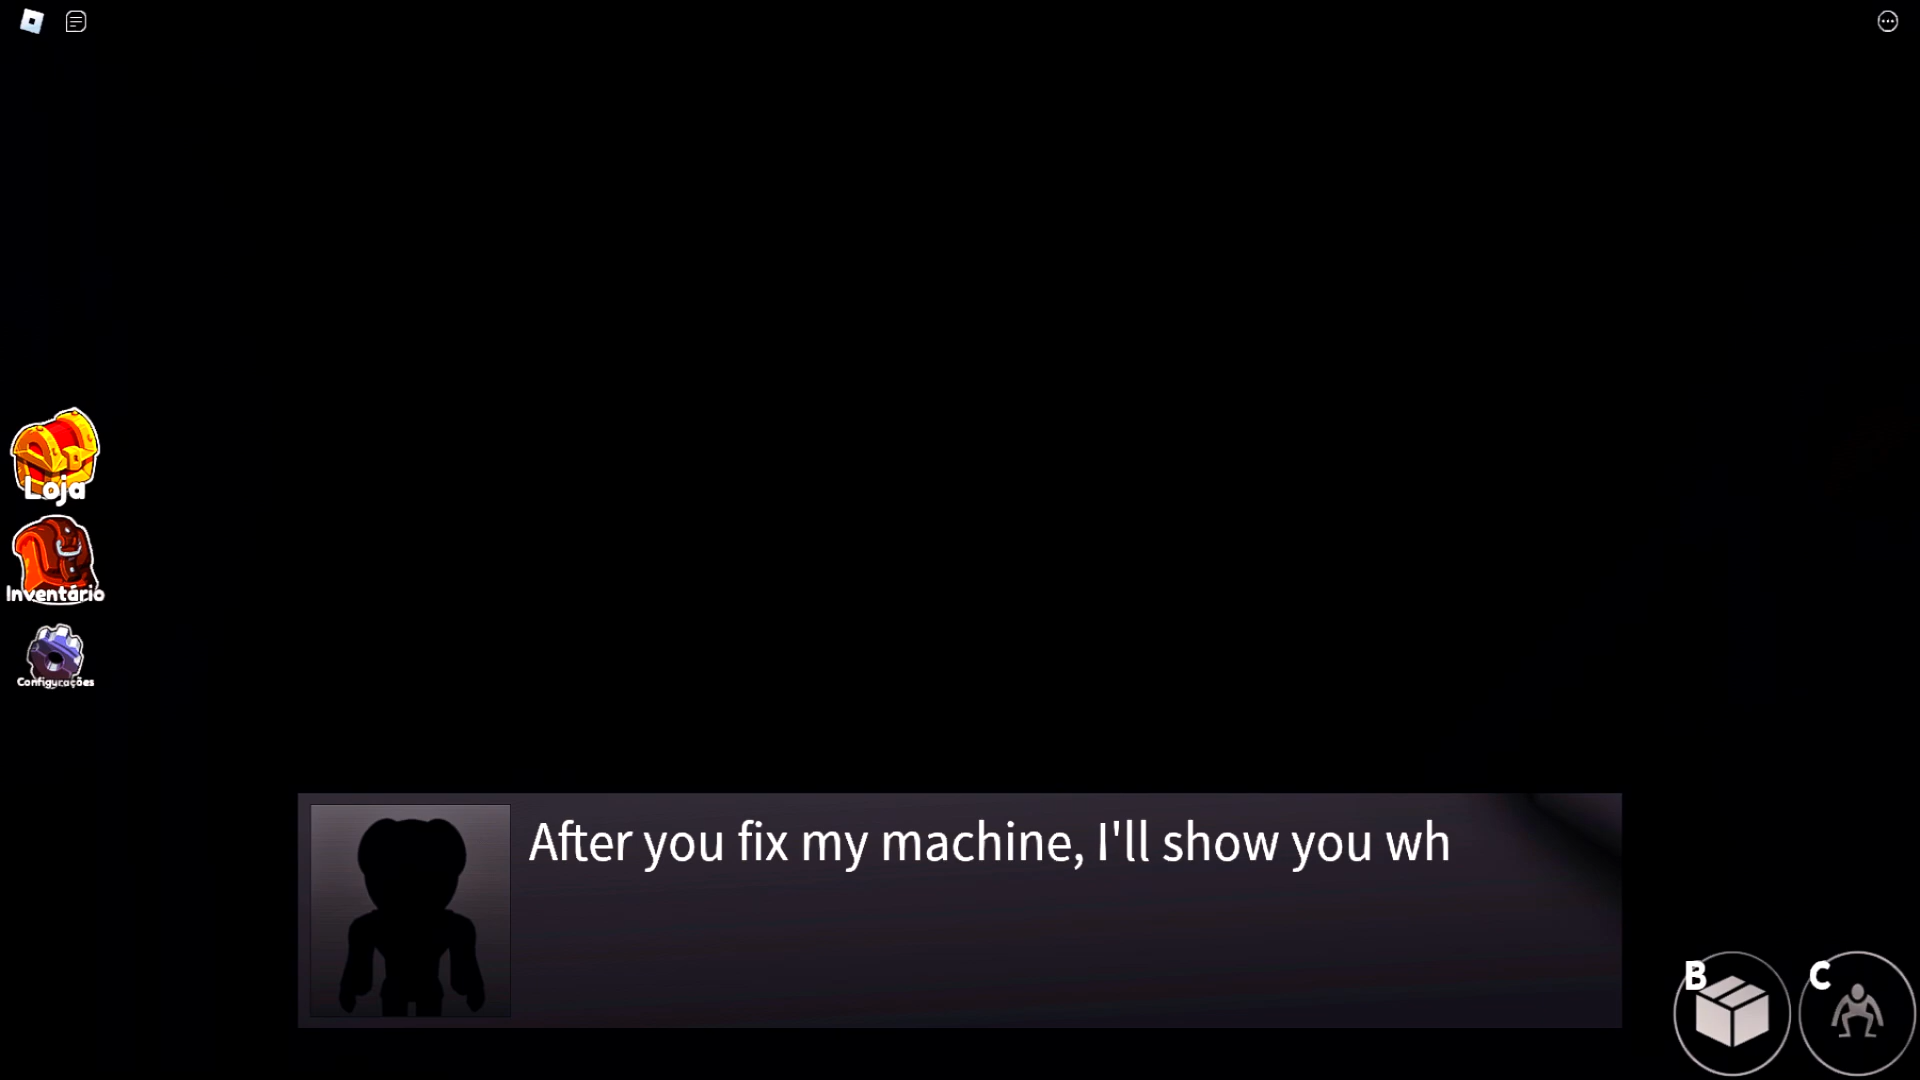 Loja
Inventário
Configurações
After you fix my machine, I'll show you wh
B
C